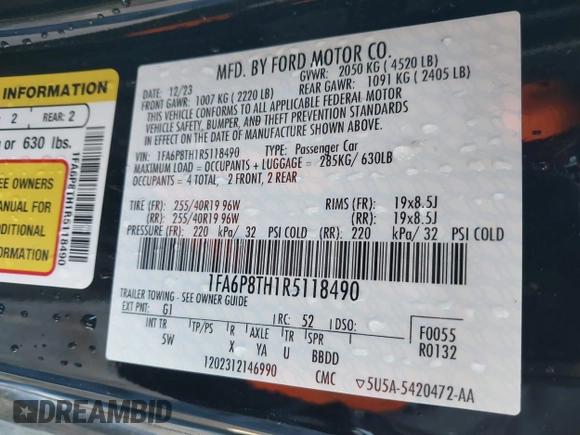 INFORMATION
2 REAR: 2
or 630 lbs.
SEE OWNERS
MANUAL FOR
ADDITIONAL
INFORMATION
1FA6P8TH1R5118490
MFD. BY FORD MOTOR CO.
DATE: 12/23 GVWR: 2050 KG (4520 LB)
FRONT GAWR: 1007 KG (2220 LB) REAR GAWR: 1091 KG (2405 LB)
THIS VEHICLE CONFORMS TO ALL APPLICABLE FEDERAL MOTOR
VEHICLE SAFETY, BUMPER, AND THEFT PREVENTION STANDARDS
IN EFFECT ON THE DATE OF MANUFACTURE SHOWN ABOVE.
VIN: 1FA6P8TH1R5118490 TYPE: Passenger Car
MAXIMUM LOAD = OCCUPANTS + LUGGAGE = 285KG/ 630LB
OCCUPANTS = 4 TOTAL, 2 FRONT, 2 REAR
TIRE (FR): 255/40R19 96W RIMS (FR): 19x8.5J
(RR): 255/40R19 96W (RR): 19x8.5J
PRESSURE (FR): 220 kPa/ 32 PSI COLD (RR): 220 kPa/ 32 PSI COLD
1FA6P8TH1R5118490
TRAILER TOWING - SEE OWNER GUIDE
EXT PNT: G1 RC: 52 DSO: F0055
INT TR TP/PS R AXLE TR SPR R0132
5W X YA U BBDD
1202312146990 CMC 5U5A-5420472-AA
DREAMBID